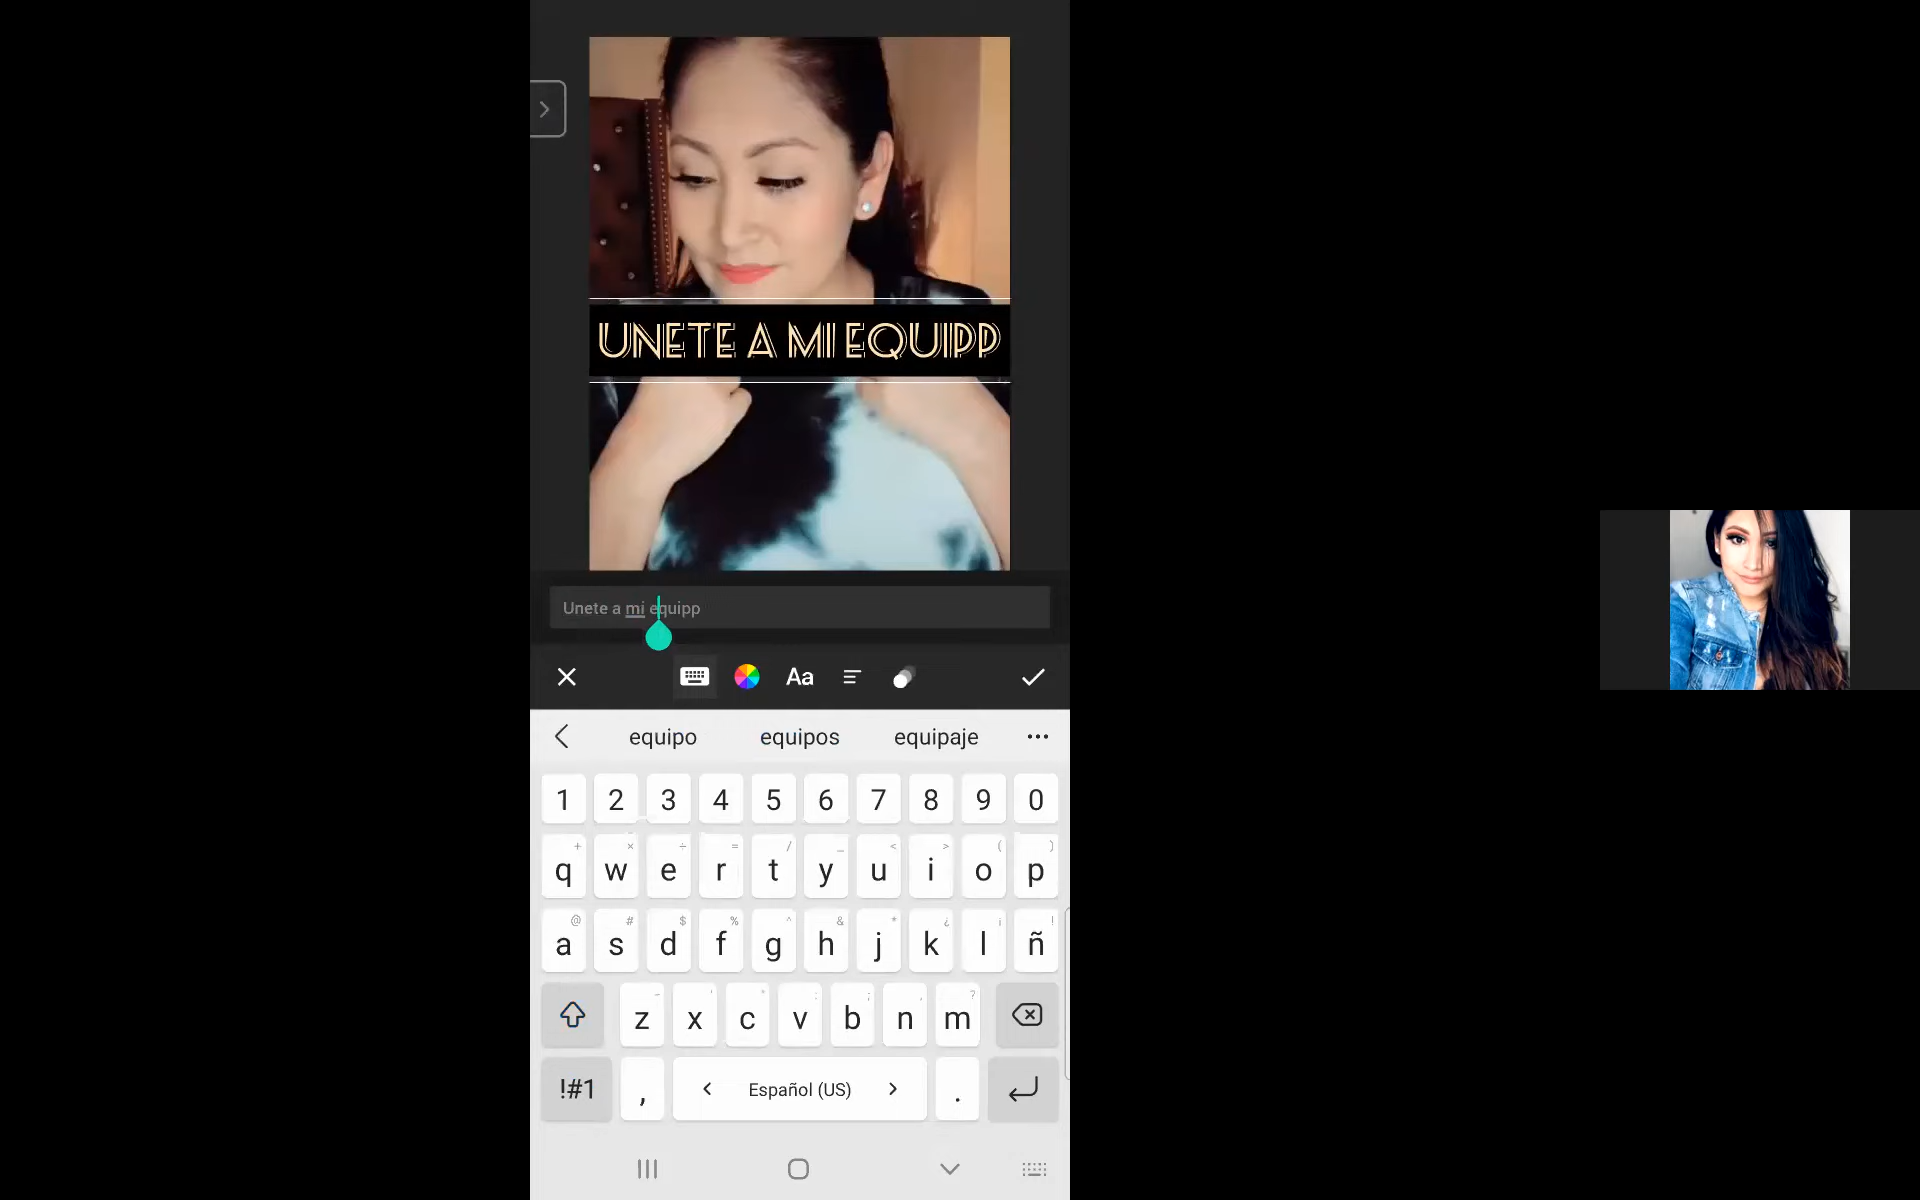 UNETE A MI EQUIPP
Unete a mi equipp
Aa
equipo equipos equipaje
1 2 3 4 5 6 7 8 9 0
+ × ÷ = / _ < > ( )
q w e r t y u i o p
@ # $ % ^ & * ¿ ¡ !
a s d f g h j k l ñ
- ' " : ; , ?
z x c v b n m
!#1 , < Español (US) > .